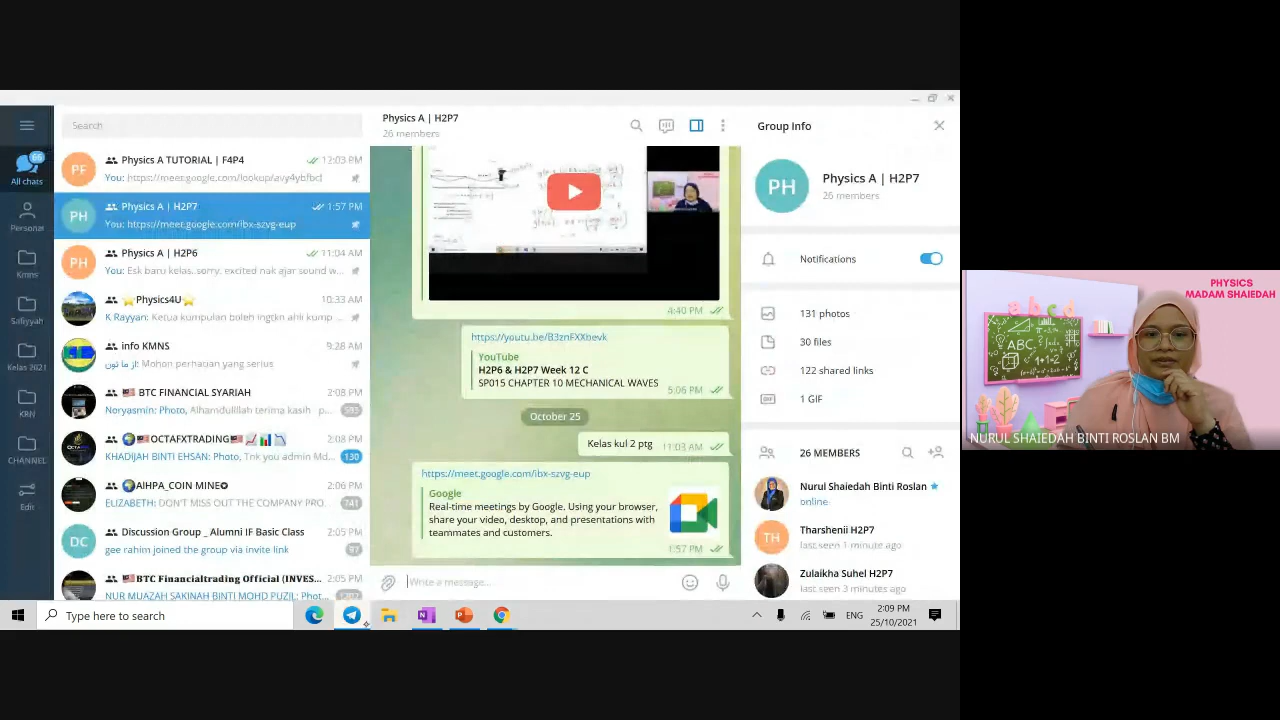 Search
PF
Physics A TUTORIAL | F4P4
12:03 PM
You: https://meet.google.com/lookup/avy4ybfbcl
66
All chats
PH
Physics A | H2P7
1:57 PM
You: https://meet.google.com/ibx-szvg-eup
Personal
PH
Physics A | H2P6
11:04 AM
You: Esk baru kelas. sorry. excited nak ajar sound w...
Kmns
⭐Physics4U⭐
10:33 AM
K Rayyan: Ketua kumpulan boleh ingtkn ahli kump...
Safiyyah
info KMNS
9:28 AM
Mohon perhatian yang serius
Kelas 2021
BTC FINANCIAL SYARIAH
2:08 PM
Noryasmin: Photo, Alhamdulillah terima kasih p...
593
KRN
OCTAFXTRADING
2:08 PM
KHADIJAH BINTI EHSAN: Photo, Tnk you admin Md...
130
CHANNEL
AIHPA_COIN MINE
2:06 PM
ELIZABETH: DON'T MISS OUT THE COMPANY PRO...
741
Edit
DC
Discussion Group _ Alumni IF Basic Class
2:05 PM
gee rahim joined the group via invite link
97
BTC Financialtrading Official (INVES...
2:05 PM
NUR MUAZAH SAKINAH BINTI MOHD PUZIL: Phot...
Physics A | H2P7
26 members
4:40 PM
https://youtu.be/B3znFXXbevk
YouTube
H2P6 & H2P7 Week 12 C
SP015 CHAPTER 10 MECHANICAL WAVES
5:06 PM
October 25
Kelas kul 2 ptg
11:03 AM
https://meet.google.com/ibx-szvg-eup
Google
Real-time meetings by Google. Using your browser,
share your video, desktop, and presentations with
teammates and customers.
1:57 PM
Write a message...
Group Info
PH
Physics A | H2P7
26 members
Notifications
131 photos
30 files
122 shared links
GIF
1 GIF
26 MEMBERS
Nurul Shaiedah Binti Roslan
online
TH
Tharshenii H2P7
last seen 1 minute ago
Zulaikha Suhel H2P7
last seen 3 minutes ago
Type here to search
ENG
2:09 PM
25/10/2021
PHYSICS
MADAM SHAIEDAH
abcd
ABC
1+1=2
NURUL SHAIEDAH BINTI ROSLAN BM